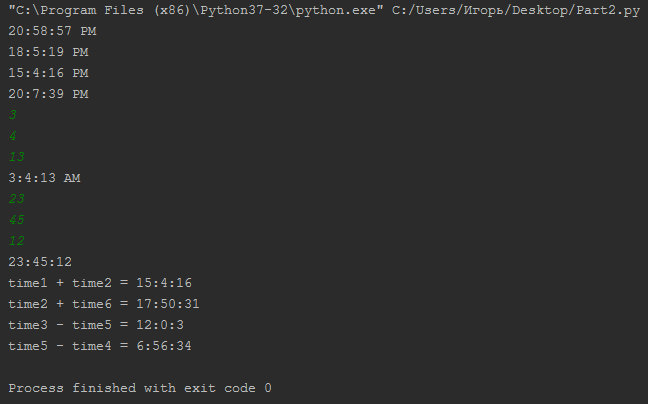 "C:\Program Files (x86)\Python37-32\python.exe" C:/Users/Игорь/Desktop/Part2.py
20:58:57 PM
18:5:19 PM
15:4:16 PM
20:7:39 PM
3
4
13
3:4:13 AM
23
45
12
23:45:12
time1 + time2 = 15:4:16
time2 + time6 = 17:50:31
time3 - time5 = 12:0:3
time5 - time4 = 6:56:34
Process finished with exit code 0